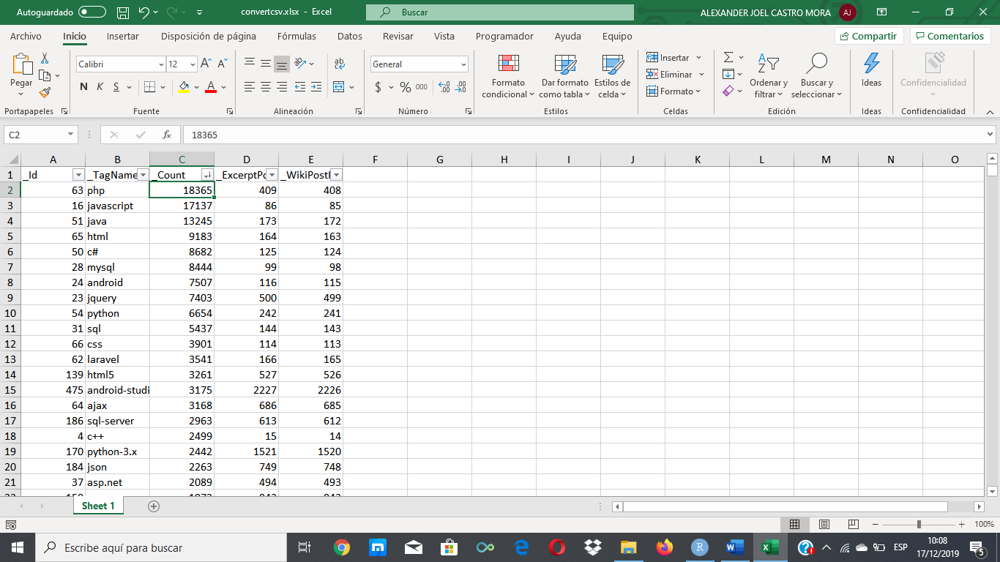 Autoguardado convertcsv.xlsx - Excel Buscar ALEXANDER JOEL CASTRO MORA AJ
Archivo Inicio Insertar Disposición de página Fórmulas Datos Revisar Vista Programador Ayuda Equipo Compartir Comentarios
Pegar Calibri 12 General Formato condicional Dar formato como tabla Estilos de celda Insertar Eliminar Formato Ordenar y filtrar Buscar y seleccionar Ideas Confidencialidad
N K S $ % 000
Portapapeles Fuente Alineación Número Estilos Celdas Edición Ideas Confidencialidad
C2 fx 18365
A B C D E F G H I J K L M N O
1 _Id _TagName _Count _ExcerptPo _WikiPostI
2 63 php 18365 409 408
3 16 javascript 17137 86 85
4 51 java 13245 173 172
5 65 html 9183 164 163
6 50 c# 8682 125 124
7 28 mysql 8444 99 98
8 24 android 7507 116 115
9 23 jquery 7403 500 499
10 54 python 6654 242 241
11 31 sql 5437 144 143
12 66 css 3901 114 113
13 62 laravel 3541 166 165
14 139 html5 3261 527 526
15 475 android-studi 3175 2227 2226
16 64 ajax 3168 686 685
17 186 sql-server 2963 613 612
18 4 c++ 2499 15 14
19 170 python-3.x 2442 1521 1520
20 184 json 2263 749 748
21 37 asp.net 2089 494 493
Sheet 1
100%
Escribe aquí para buscar ESP 10:08
17/12/2019 5